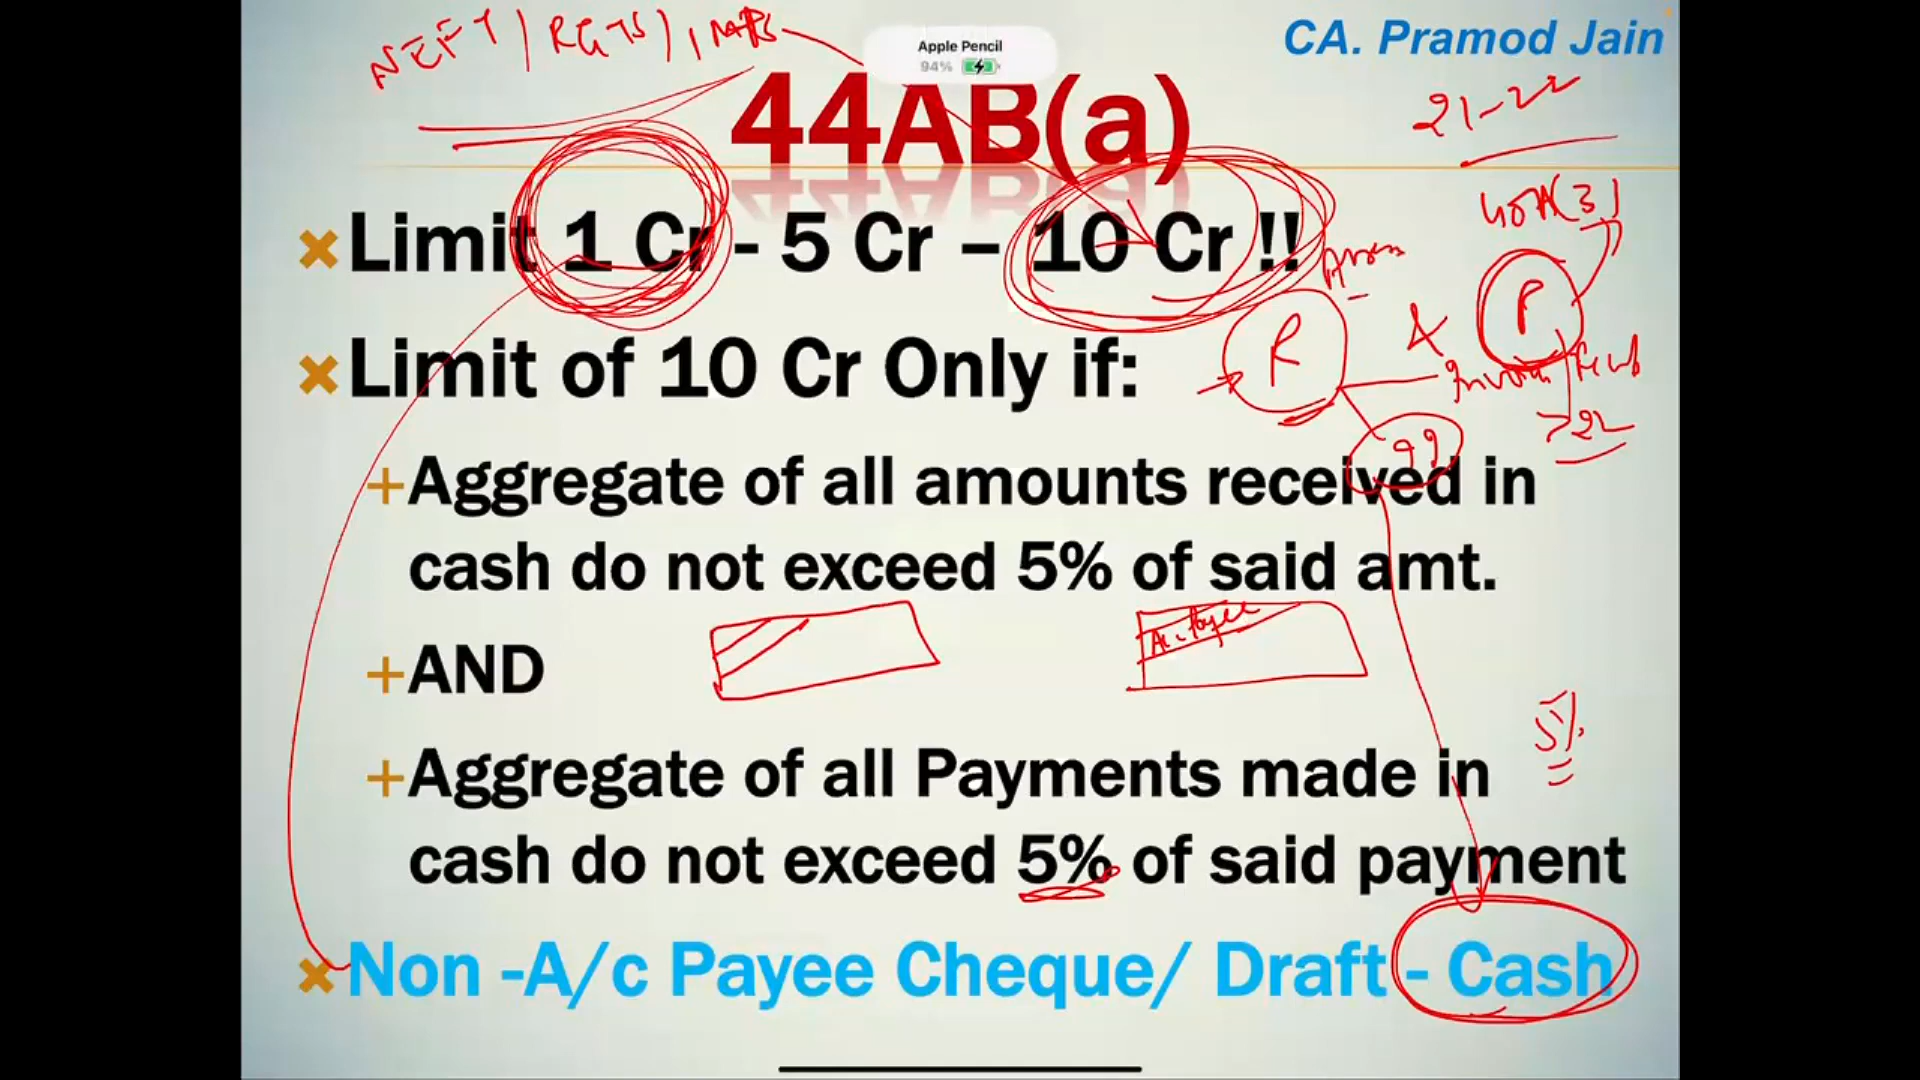 NEFT / RGTS / IMPS
Apple Pencil
94%
CA. Pramod Jain
44AB(a)
21-22
Limit 1 Cr - 5 Cr – 10 Cr !!
40A(3)
R
&
P
Limit of 10 Cr Only if:
>22
99
Aggregate of all amounts received in
cash do not exceed 5% of said amt.
A/c Payee
AND
5%
Aggregate of all Payments made in
cash do not exceed 5% of said payment
Non -A/c Payee Cheque/ Draft - Cash